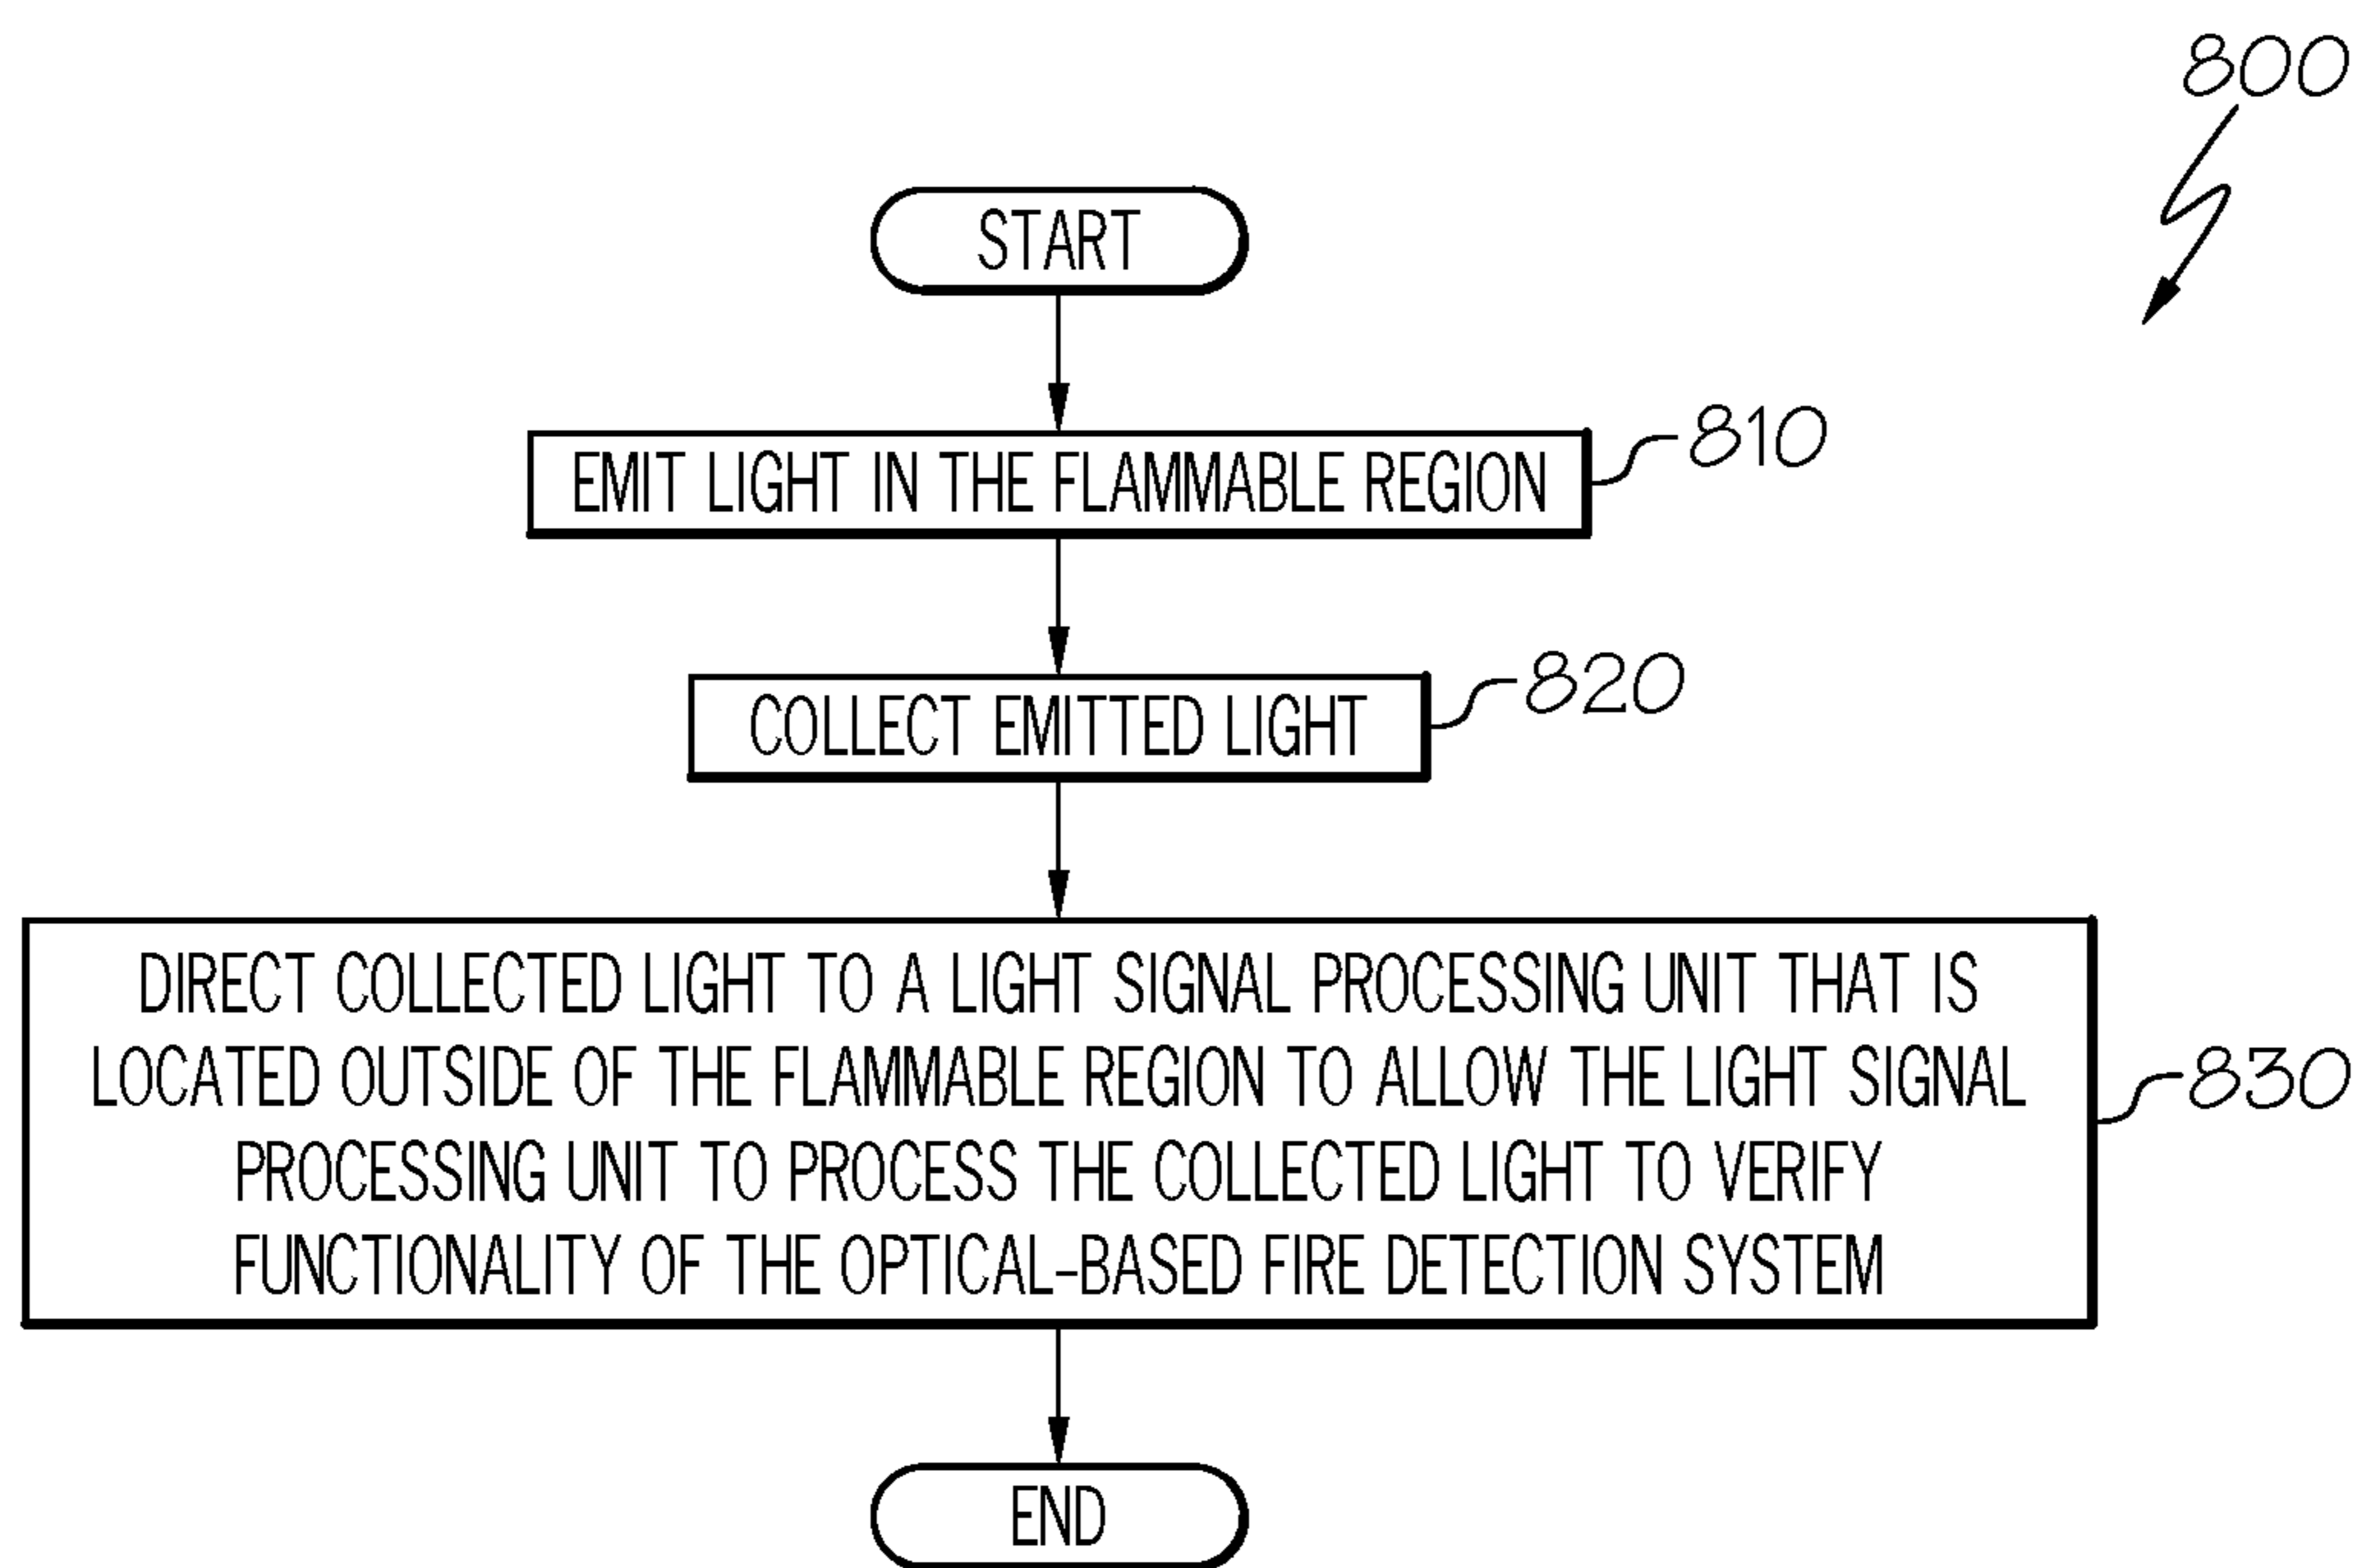 800
START
EMIT LIGHT IN THE FLAMMABLE REGION
810
COLLECT EMITTED LIGHT
820
DIRECT COLLECTED LIGHT TO A LIGHT SIGNAL PROCESSING UNIT THAT IS
LOCATED OUTSIDE OF THE FLAMMABLE REGION TO ALLOW THE LIGHT SIGNAL
PROCESSING UNIT TO PROCESS THE COLLECTED LIGHT TO VERIFY
FUNCTIONALITY OF THE OPTICAL-BASED FIRE DETECTION SYSTEM
830
END